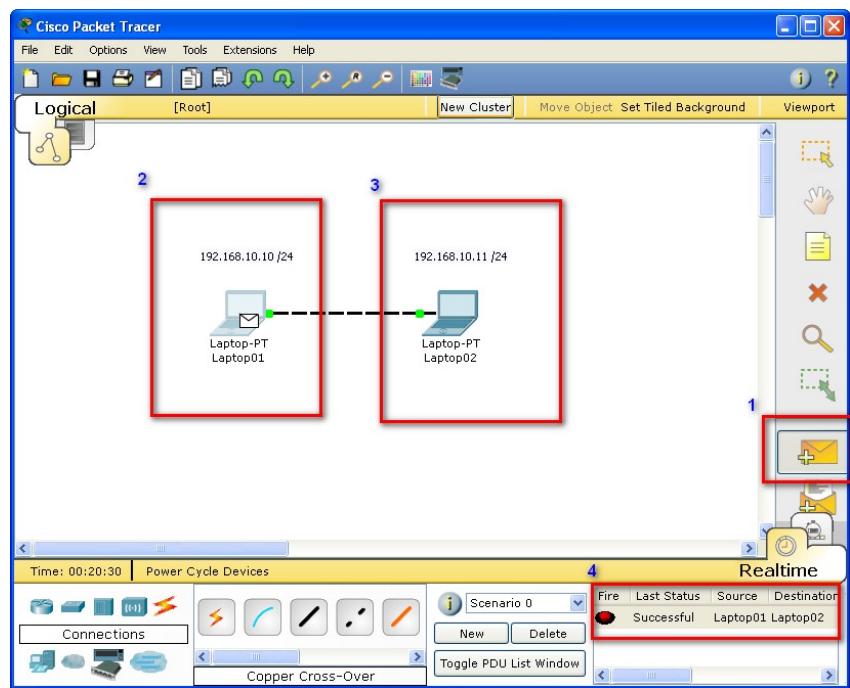 Cisco Packet Tracer
File Edit Options View Tools Extensions Help
Logical [Root] New Cluster Move Object Set Tiled Background Viewport
2 3
192.168.10.10 /24 192.168.10.11 /24
Laptop-PT Laptop-PT
Laptop01 Laptop02
1
Time: 00:20:30 Power Cycle Devices 4 Realtime
Scenario 0 Fire Last Status Source Destination
Successful Laptop01 Laptop02
Connections New Delete
Toggle PDU List Window
Copper Cross-Over